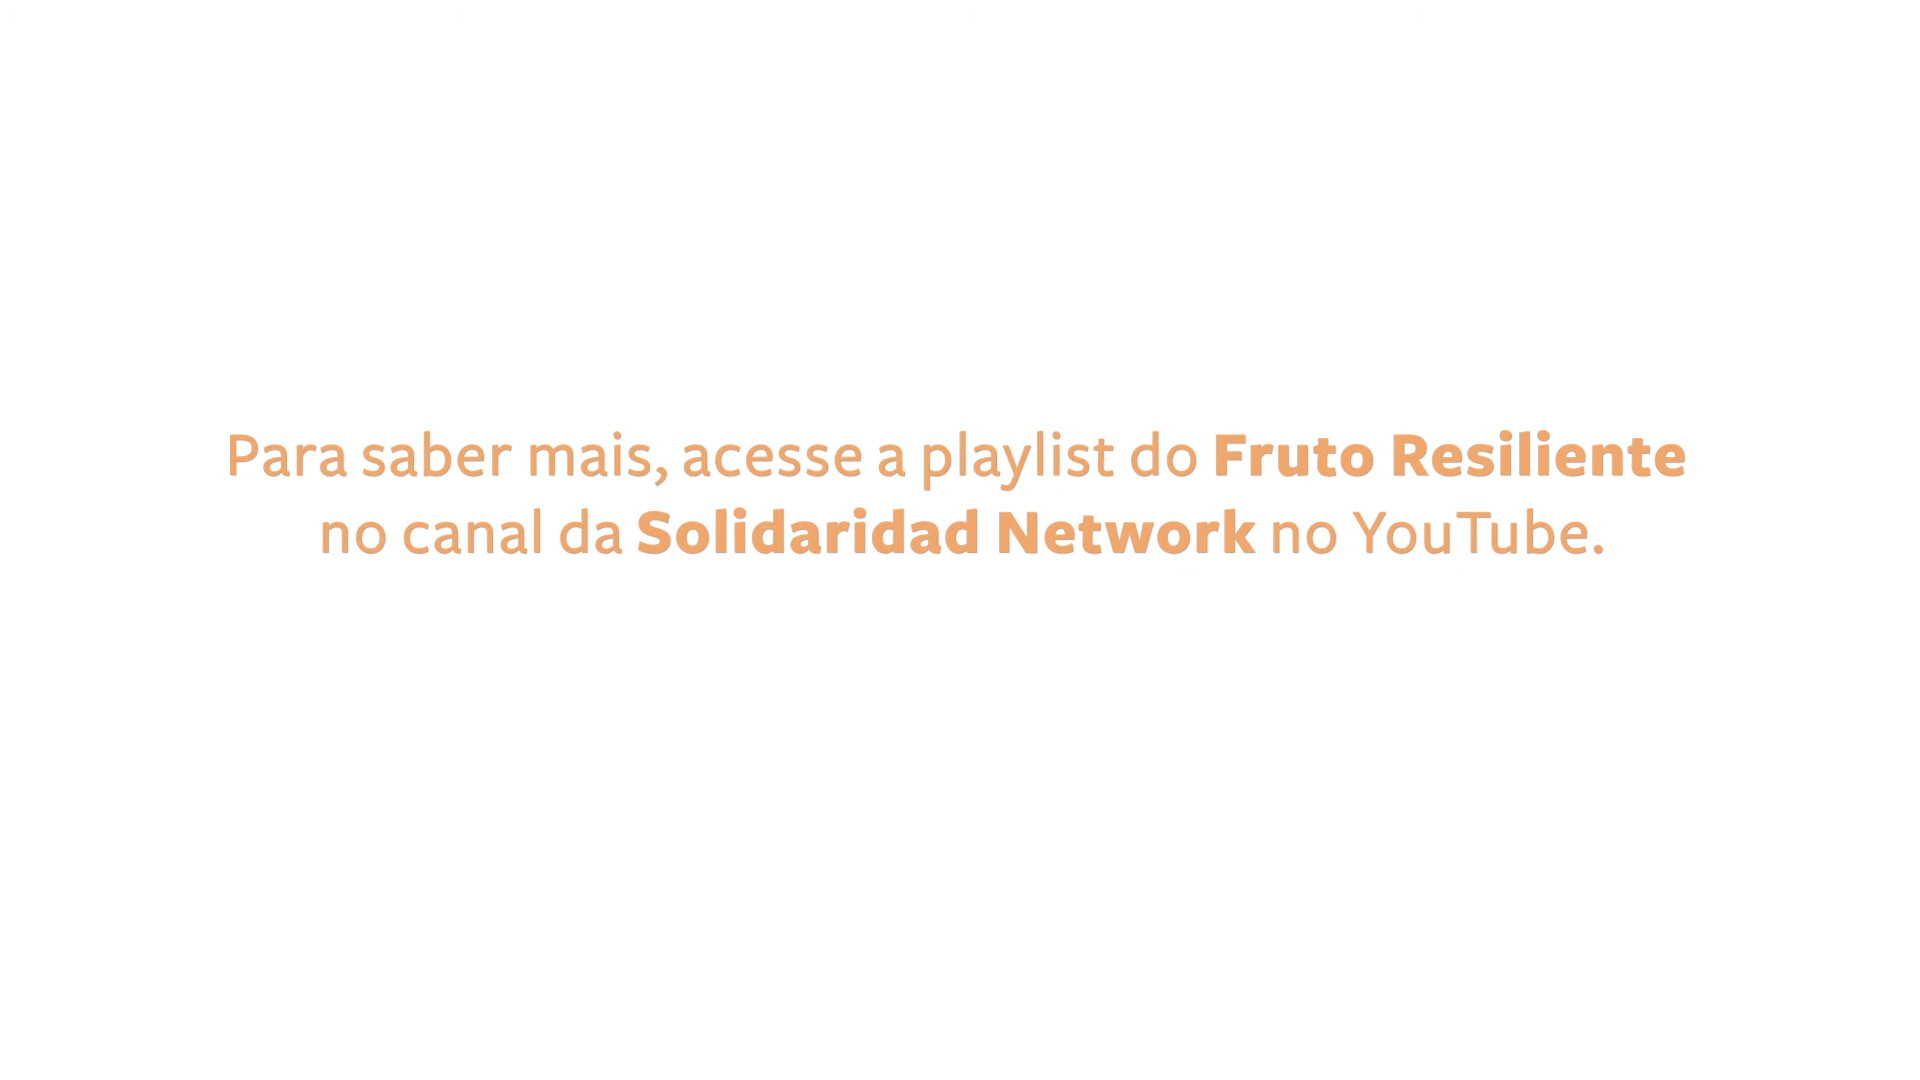 Para saber mais, acesse a playlist do Fruto Resiliente
no canal da Solidaridad Network no YouTube.